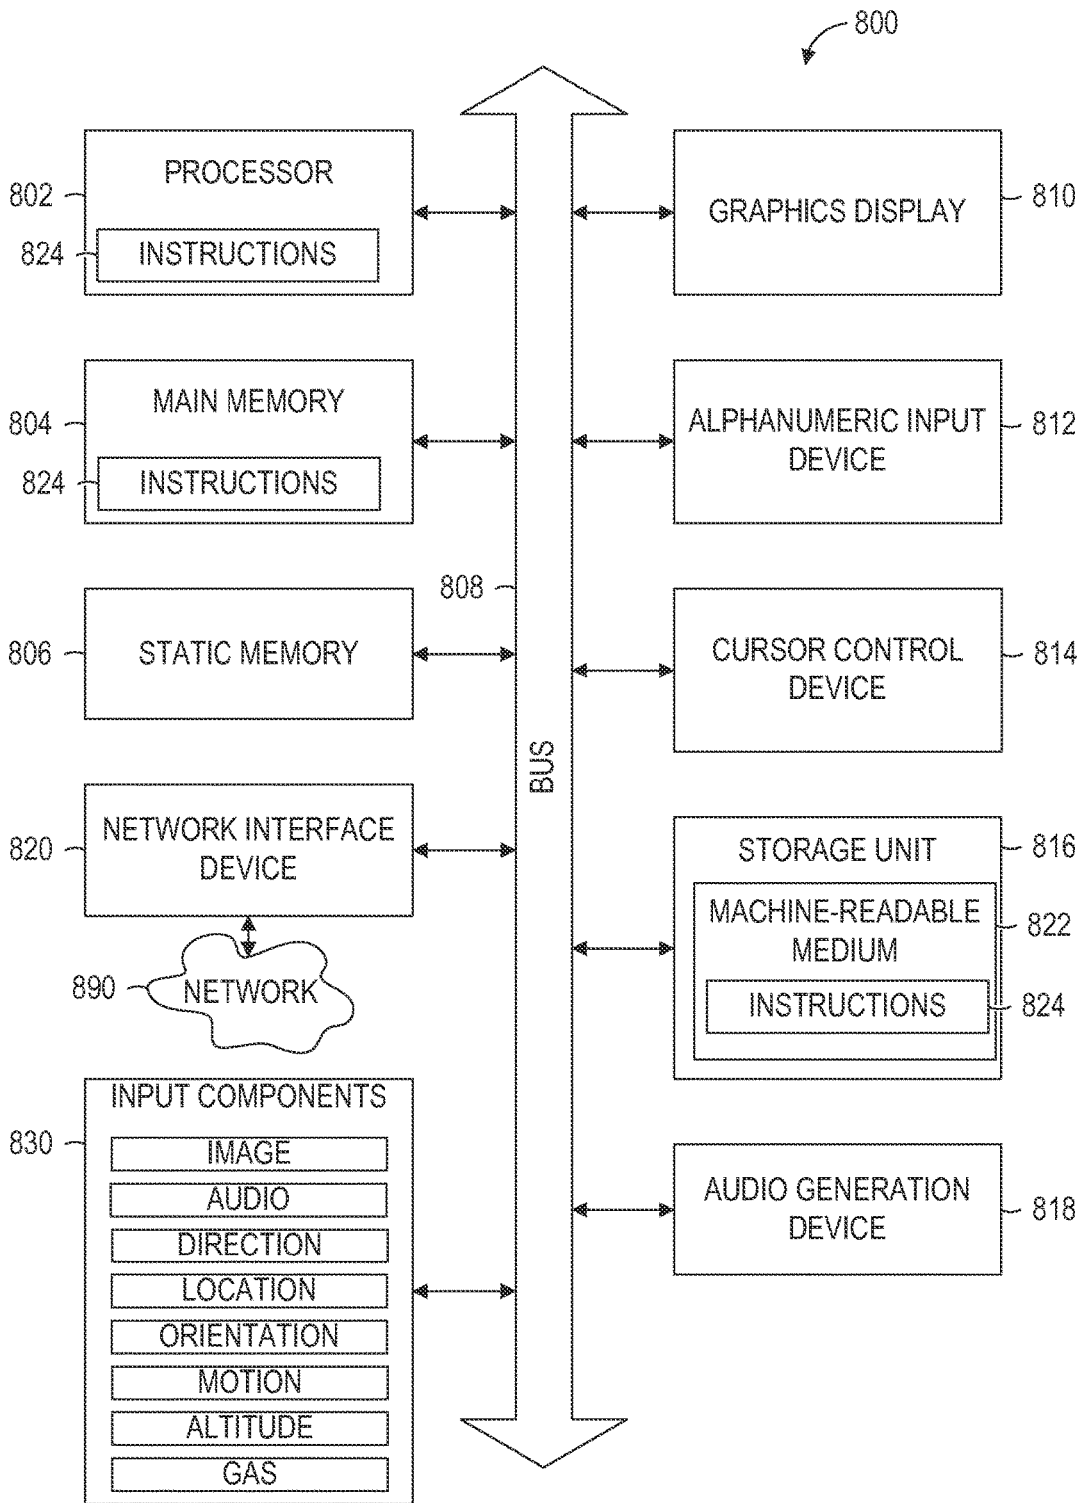 800
PROCESSOR
802
824
INSTRUCTIONS
810
GRAPHICS DISPLAY
MAIN MEMORY
804
824
INSTRUCTIONS
812
ALPHANUMERIC INPUT
DEVICE
808
BUS
806
STATIC MEMORY
814
CURSOR CONTROL
DEVICE
820
NETWORK INTERFACE
DEVICE
890
NETWORK
STORAGE UNIT
816
MACHINE-READABLE
MEDIUM
822
INSTRUCTIONS
824
INPUT COMPONENTS
830
IMAGE
AUDIO
DIRECTION
LOCATION
ORIENTATION
MOTION
ALTITUDE
GAS
AUDIO GENERATION
DEVICE
818